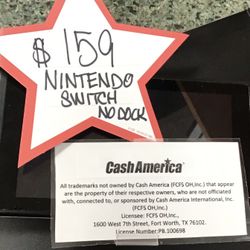 $ 159
NINTENDO
SWITCH
NO DOCK
CashAmerica®
All trademarks not owned by Cash America (FCFS OH,Inc.) that appear
are the property of their respective owners, who are not officiated
with, connected to, or sponsored by Cash America International, Inc.
(FCFS OH,Inc.)
Licensee: FCFS OH,Inc.,
1600 West 7th Street, Fort Worth, TX 76102.
License Number:PB.100698